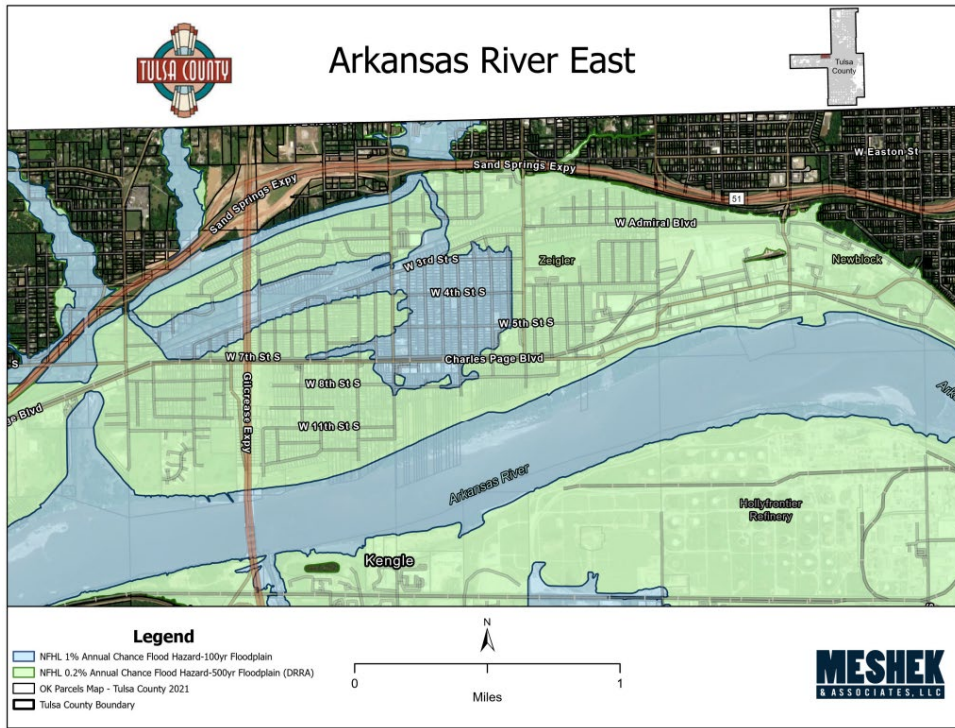 TULSA COUNTY
Arkansas River East
Tulsa
County
W Easton St
Sand Springs Expy
Sand Springs Expy
51
W Admiral Blvd
W 3rd St S
Zeigler
Newblock
W 4th St S
W 5th St S
W 7th St S
Charles Page Blvd
S
W 8th St S
Gilcrease Expy
ge Blvd
W 11th St S
Arkansas River
Hollyfrontier
Refinery
Kengle
Legend
NFHL 1% Annual Chance Flood Hazard-100yr Floodplain
NFHL 0.2% Annual Chance Flood Hazard-500yr Floodplain (DRRA)
OK Parcels Map - Tulsa County 2021
Tulsa County Boundary
N
0
1
Miles
MESHEK
& ASSOCIATES, LLC